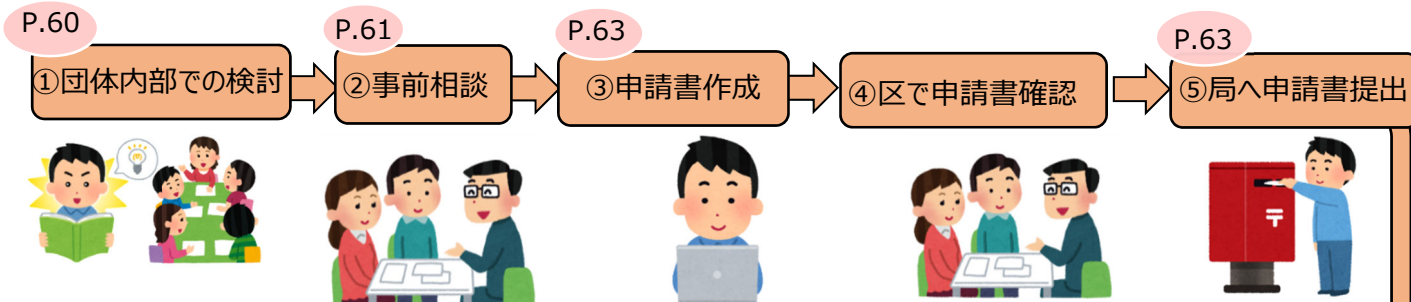 P.60
①団体内部での検討
P.61
②事前相談
P.63
③申請書作成
④区で申請書確認
P.63
⑤局へ申請書提出
〒